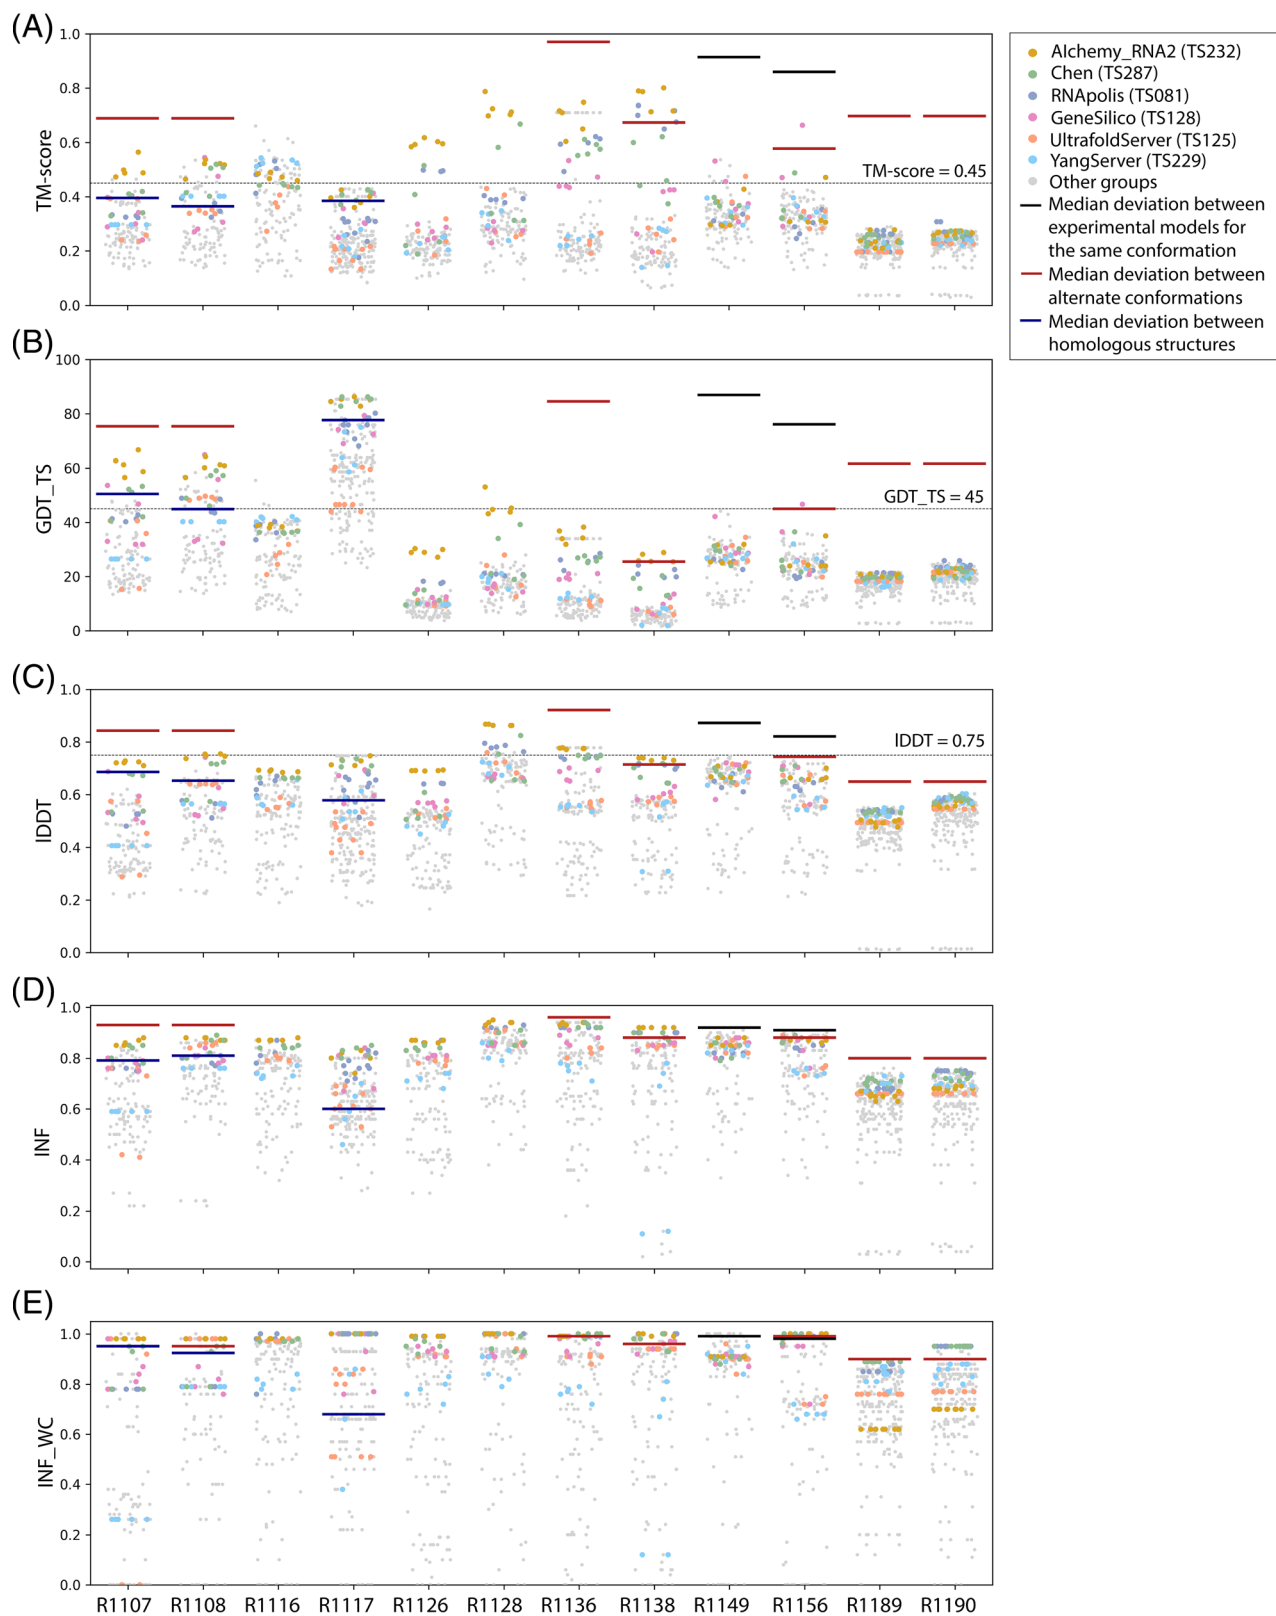 (A)
1.0
0.8
0.6
0.4
0.2
0.0
TM-score
TM-score = 0.45
Alchemy_RNA2 (TS232)
Chen (TS287)
RNApolis (TS081)
GeneSilico (TS128)
UltrafoldServer (TS125)
YangServer (TS229)
Other groups
Median deviation between
experimental models for
the same conformation
Median deviation between
alternate conformations
Median deviation between
homologous structures
(B)
100
80
60
40
20
0
GDT_TS
GDT_TS = 45
(C)
1.0
0.8
0.6
0.4
0.2
0.0
lDDT
lDDT = 0.75
(D)
1.0
0.8
0.6
0.4
0.2
0.0
INF
(E)
1.0
0.8
0.6
0.4
0.2
0.0
INF_WC
R1107 R1108 R1116 R1117 R1126 R1128 R1136 R1138 R1149 R1156 R1189 R1190